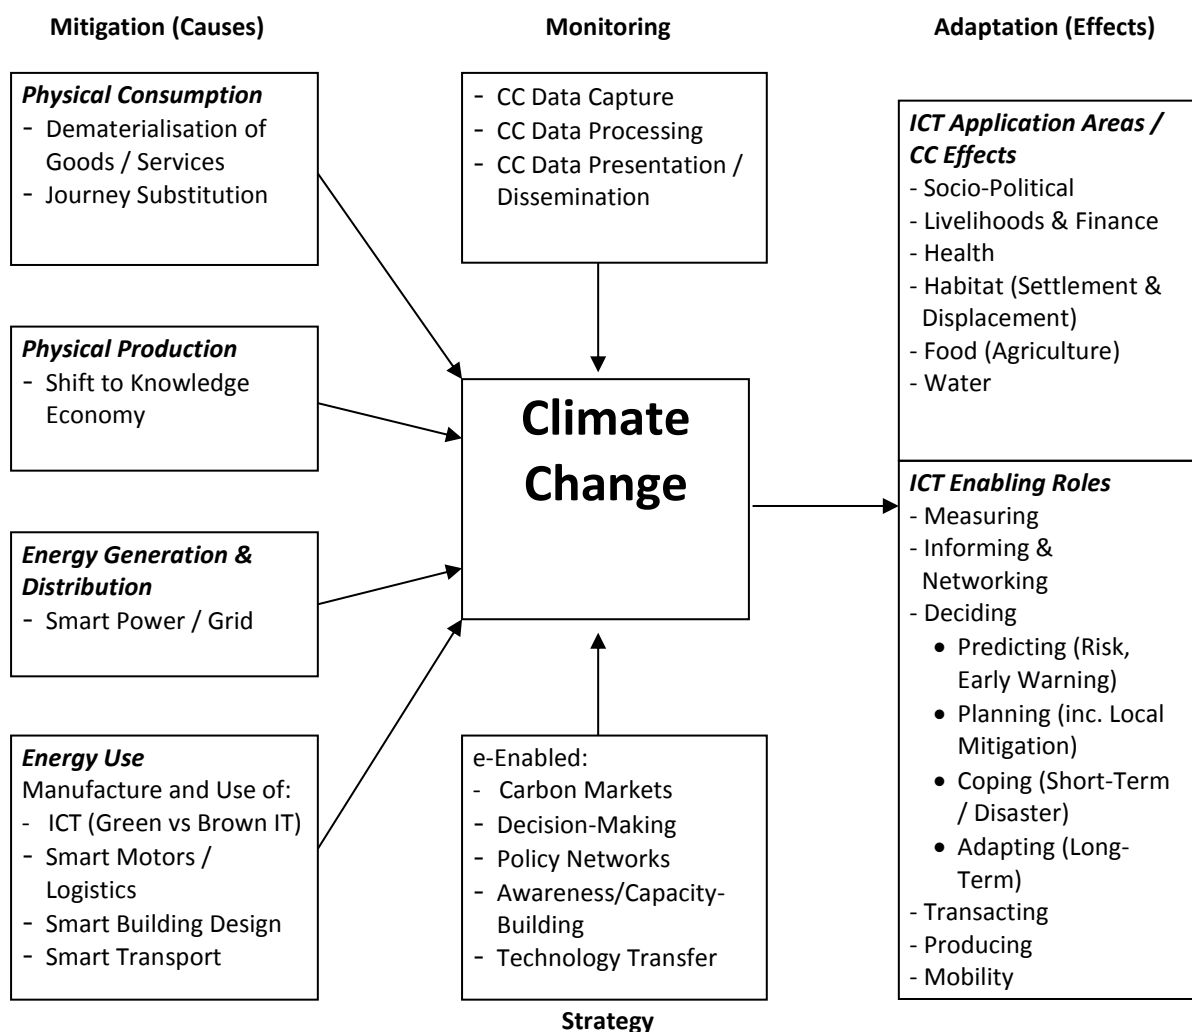 Mitigation (Causes)
Physical Consumption
- Dematerialisation of
Goods / Services
- Journey Substitution
Physical Production
- Shift to Knowledge
Economy
Energy Generation &
Distribution
- Smart Power / Grid
Energy Use
Manufacture and Use of:
- ICT (Green vs Brown IT)
- Smart Motors /
Logistics
- Smart Building Design
- Smart Transport
Monitoring
- CC Data Capture
- CC Data Processing
- CC Data Presentation /
Dissemination
Climate
Change
e-Enabled:
- Carbon Markets
- Decision-Making
- Policy Networks
- Awareness/Capacity-
Building
- Technology Transfer
Strategy
Adaptation (Effects)
ICT Application Areas /
CC Effects
- Socio-Political
- Livelihoods & Finance
- Health
- Habitat (Settlement &
Displacement)
- Food (Agriculture)
- Water
ICT Enabling Roles
- Measuring
- Informing &
Networking
- Deciding
• Predicting (Risk,
Early Warning)
• Planning (inc. Local
Mitigation)
• Coping (Short-Term
/ Disaster)
• Adapting (Long-
Term)
- Transacting
- Producing
- Mobility